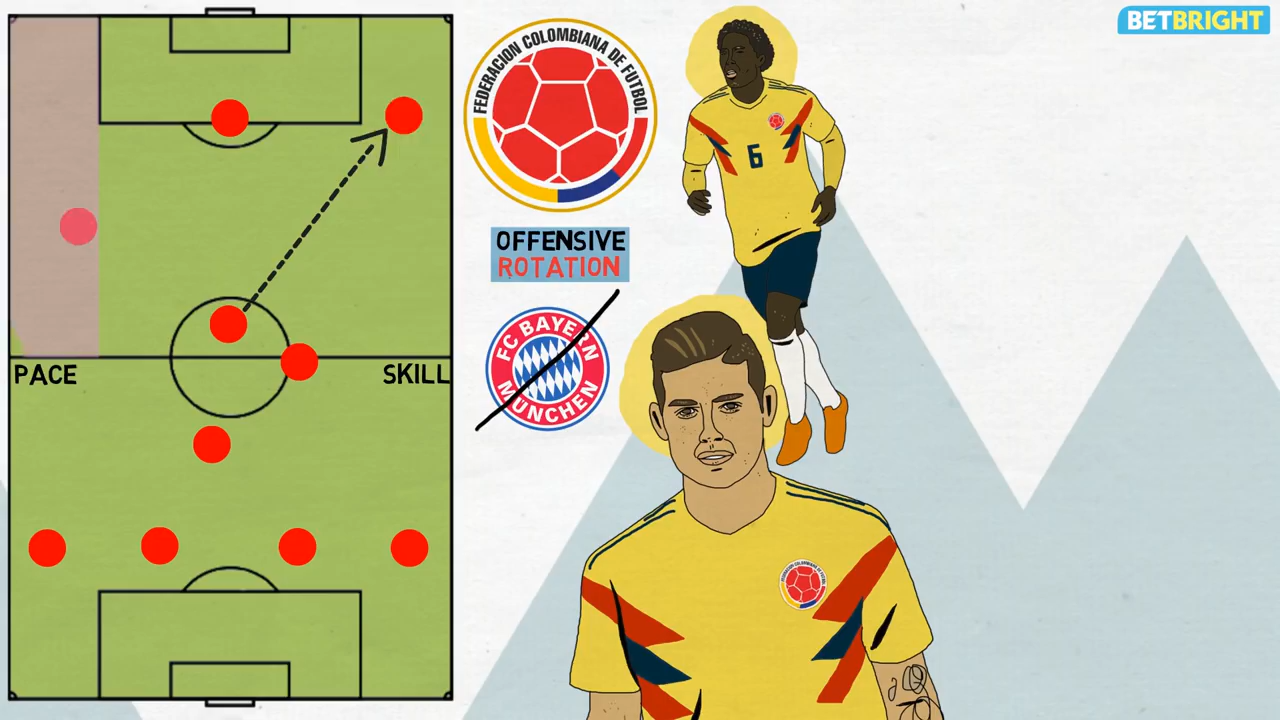 BETBRIGHT
FEDERACION COLOMBIANA DE FUTBOL
6
OFFENSIVE
ROTATION
FC BAYERN
MÜNCHEN
PACE
SKILL